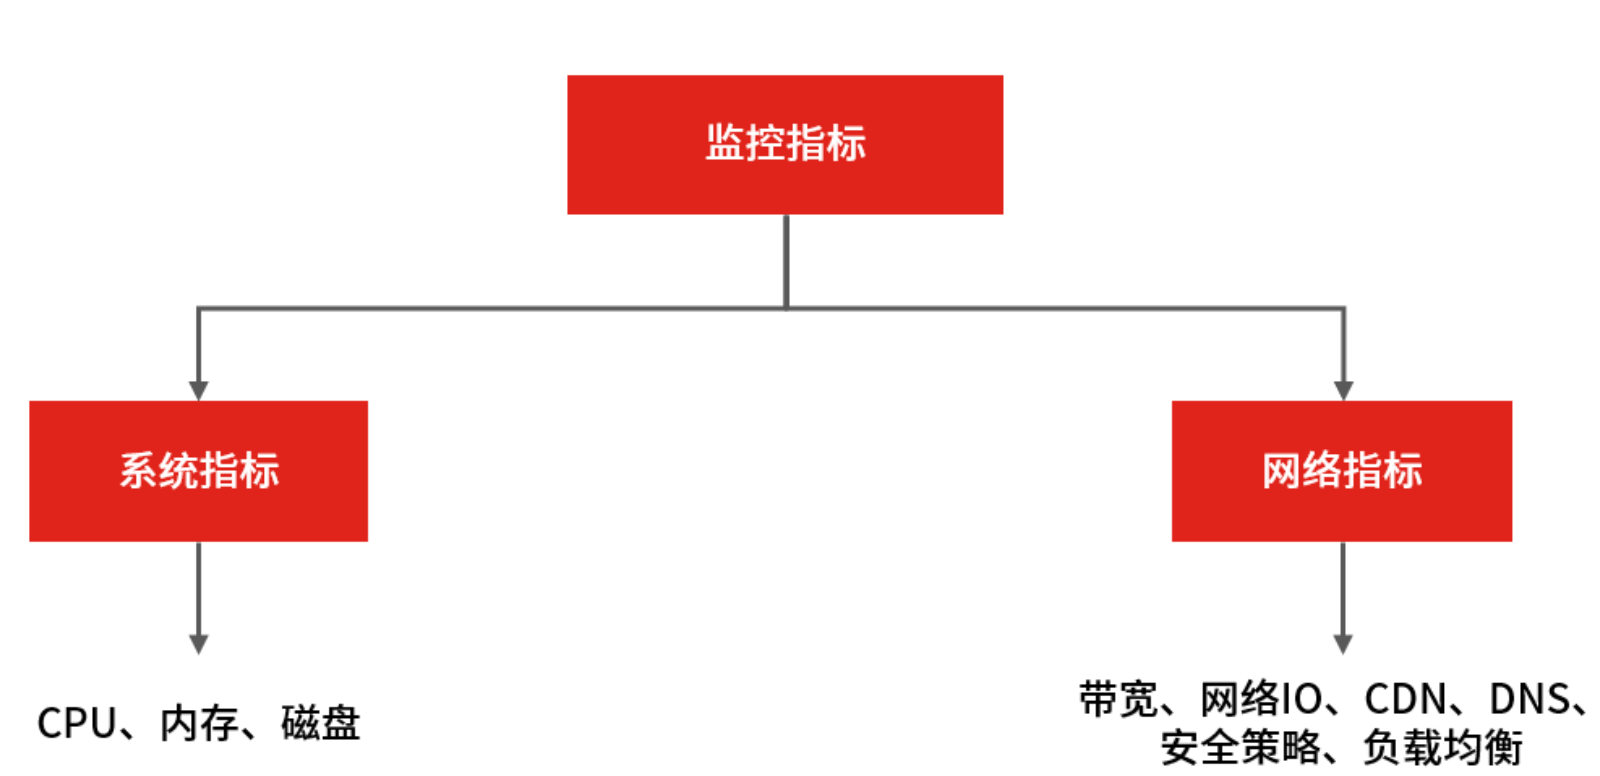 监控指标
系统指标
网络指标
CPU、内存、磁盘
带宽、网络IO、CDN、DNS、
安全策略、负载均衡